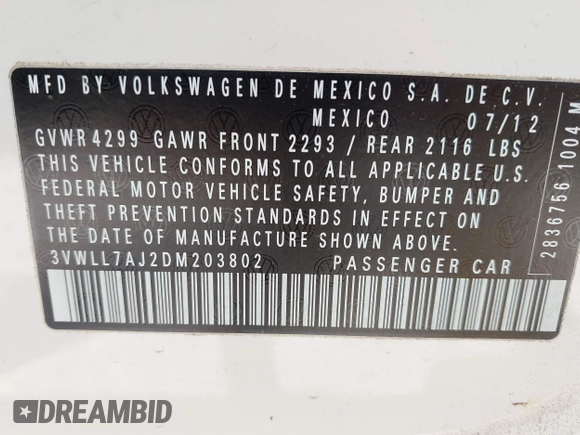 MFD BY VOLKSWAGEN DE MEXICO S.A. DE C.V.
MEXICO 07/12
GVWR 4299 GAWR FRONT 2293 / REAR 2116 LBS
THIS VEHICLE CONFORMS TO ALL APPLICABLE U.S.
FEDERAL MOTOR VEHICLE SAFETY, BUMPER AND
THEFT PREVENTION STANDARDS IN EFFECT ON
THE DATE OF MANUFACTURE SHOWN ABOVE.
3VWLL7AJ2DM203802 PASSENGER CAR
2836756 1004 M
DREAMBID